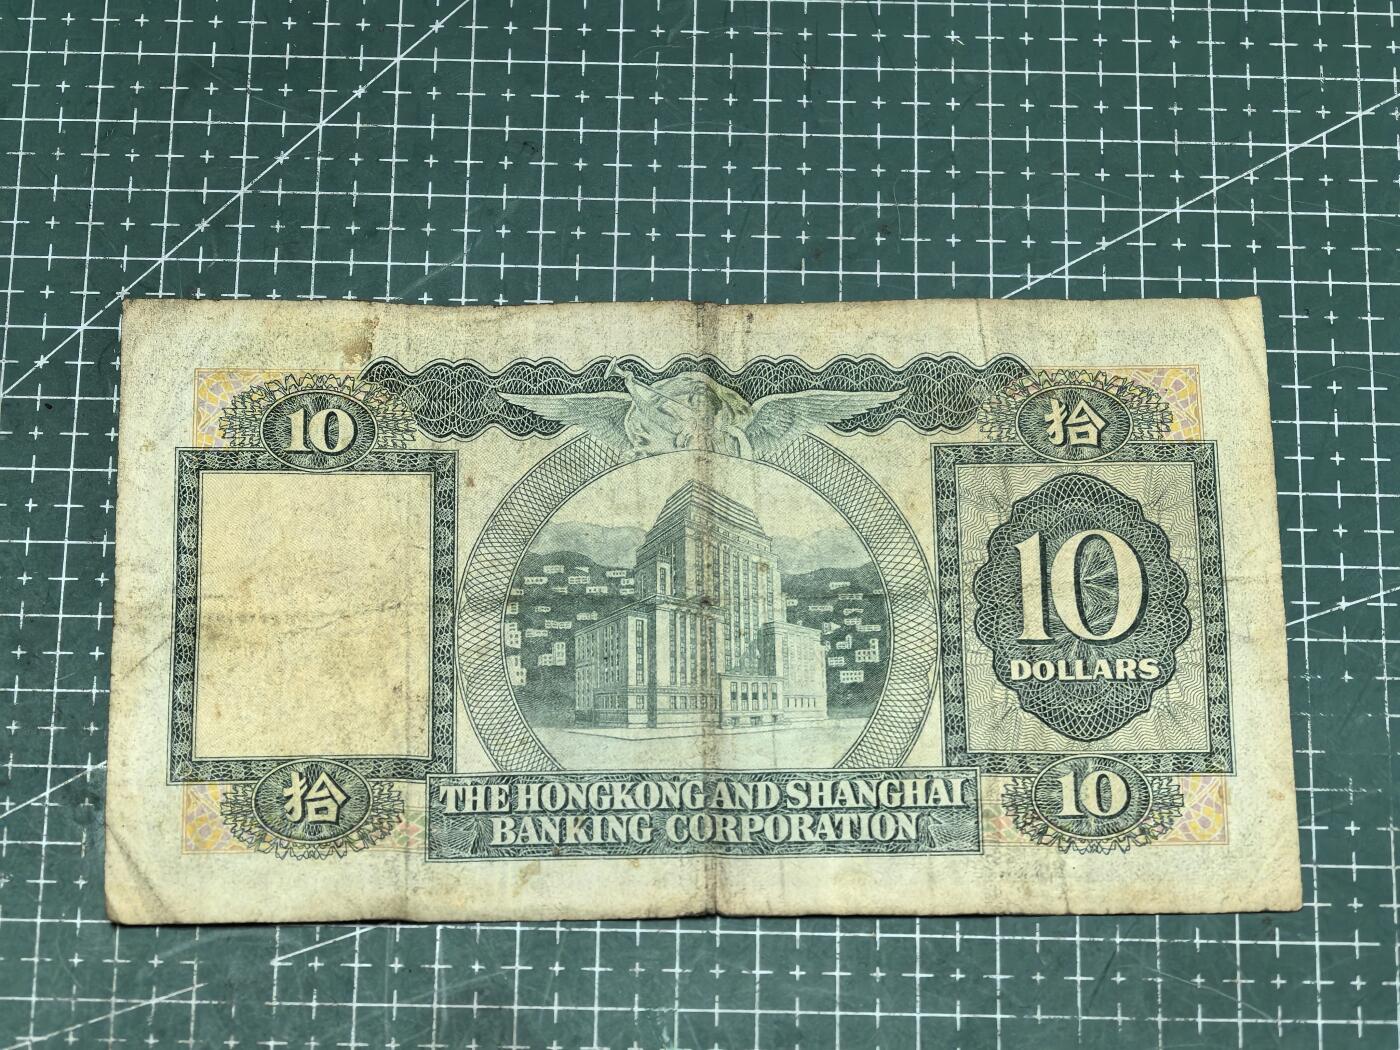 10
拾
10
DOLLARS
拾
10
THE HONGKONG AND SHANGHAI
BANKING CORPORATION